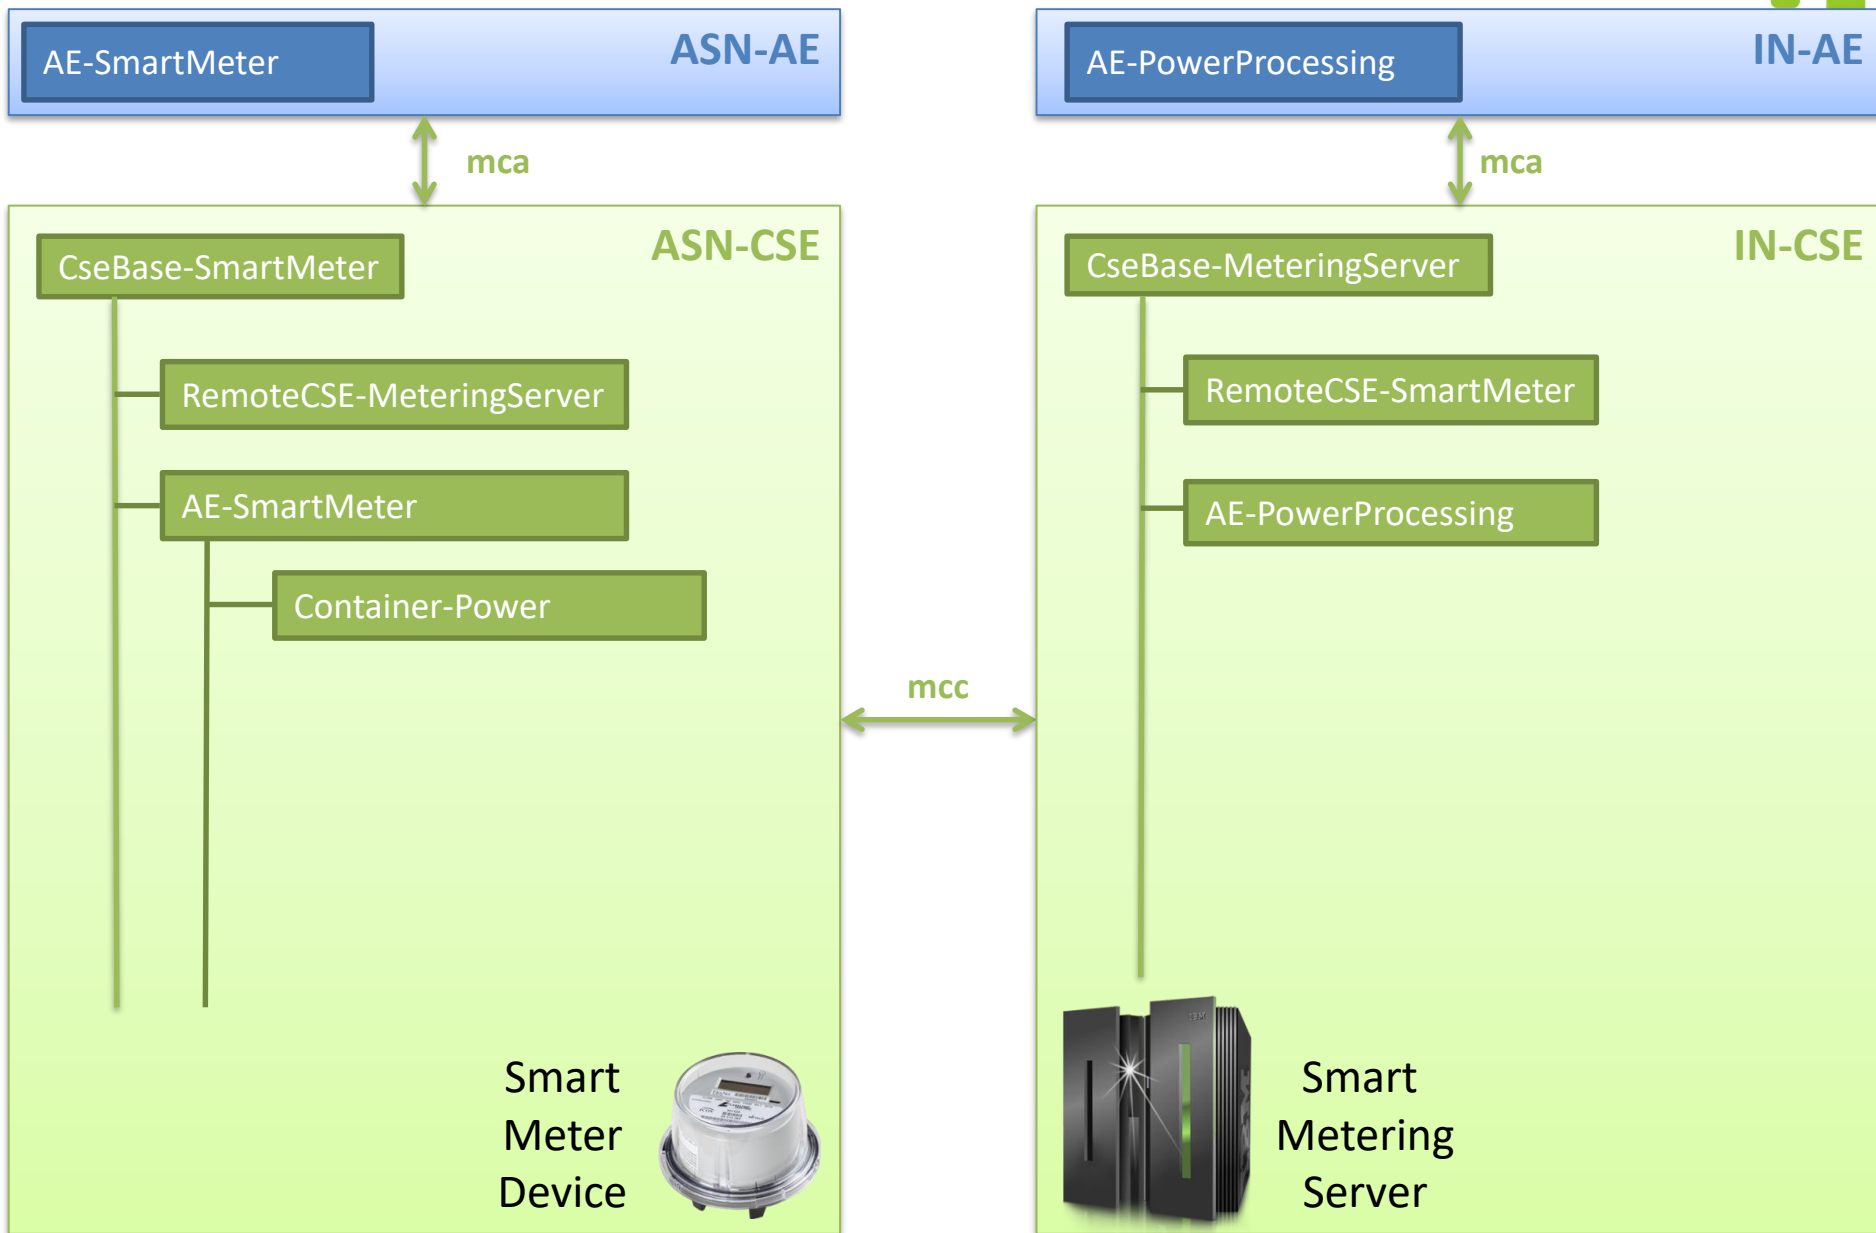 AE-SmartMeter
ASN-AE
mca
ASN-CSE
CseBase-SmartMeter
RemoteCSE-MeteringServer
AE-SmartMeter
Container-Power
Smart
Meter
Device
mcc
AE-PowerProcessing
IN-AE
mca
IN-CSE
CseBase-MeteringServer
RemoteCSE-SmartMeter
AE-PowerProcessing
IBM
Smart
Metering
Server